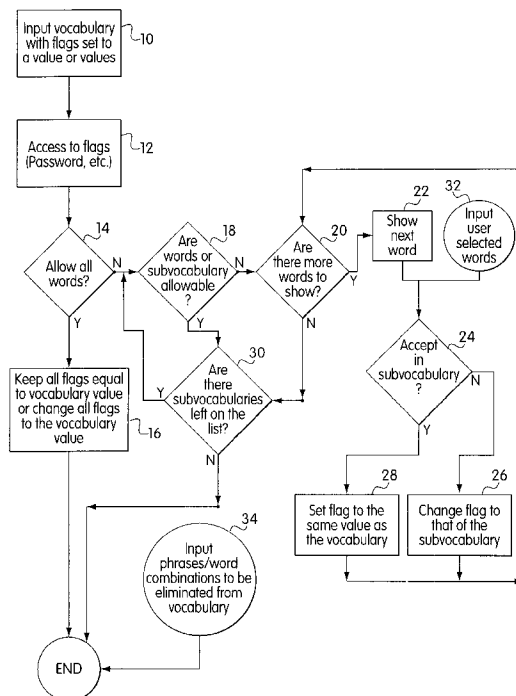 Input vocabulary
with flags set to
a value or values
10
Access to flags
(Password, etc.)
12
14
Allow all
words?
N
Y
18
Are
words or
subvocabulary
allowable
?
N
Y
20
Are
there more
words to
show?
Y
N
22
Show
next
word
32
Input
user
selected
words
24
Accept
in
subvocabulary
?
N
Y
30
Are
there
subvocabularies
left on the
list?
Y
N
Keep all flags equal
to vocabulary value
or change all flags
to the vocabulary
value
16
28
Set flag to the
same value as
the vocabulary
26
Change flag to
that of the
subvocabulary
34
Input
phrases/word
combinations to be
eliminated from
vocabulary
END